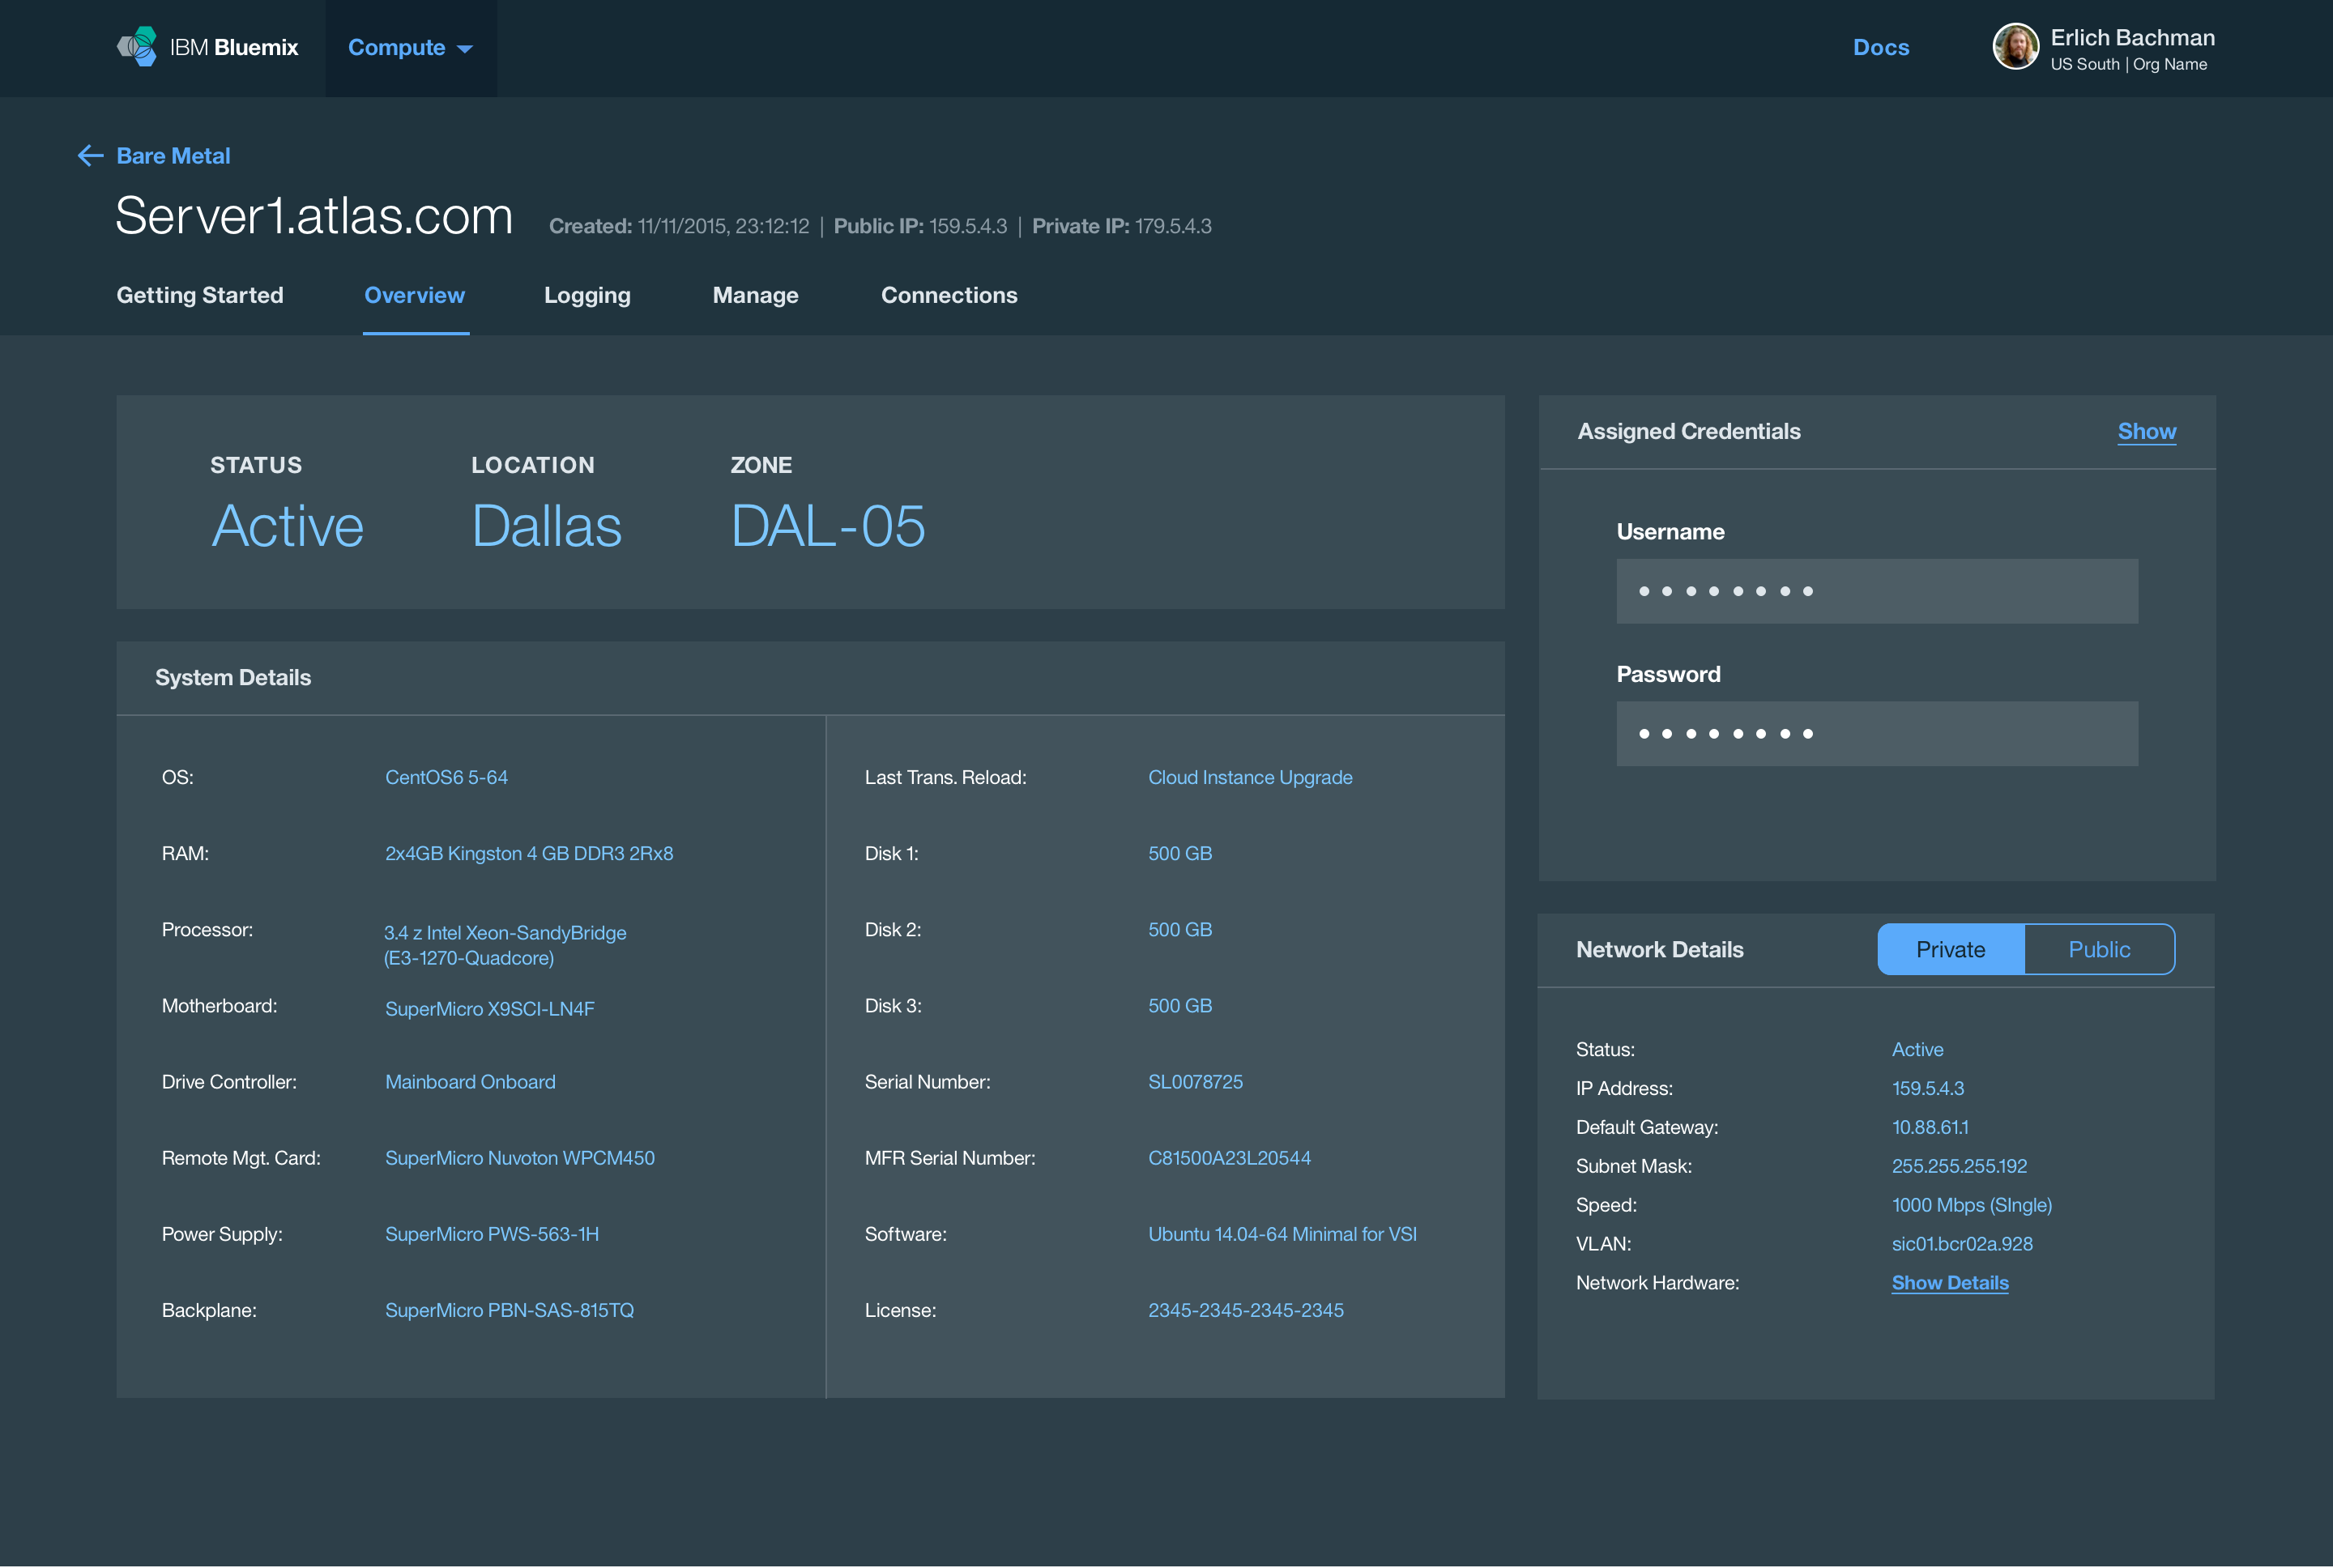 IBM Bluemix
Compute
Docs
Erlich Bachman
US South | Org Name
Bare Metal
Server1.atlas.com
Created: 11/11/2015, 23:12:12 | Public IP: 159.5.4.3 | Private IP: 179.5.4.3
Getting Started
Overview
Logging
Manage
Connections
STATUS
Active
LOCATION
Dallas
ZONE
DAL-05
System Details
OS: CentOS6 5-64
RAM: 2x4GB Kingston 4 GB DDR3 2Rx8
Processor: 3.4 z Intel Xeon-SandyBridge
(E3-1270-Quadcore)
Motherboard: SuperMicro X9SCI-LN4F
Drive Controller: Mainboard Onboard
Remote Mgt. Card: SuperMicro Nuvoton WPCM450
Power Supply: SuperMicro PWS-563-1H
Backplane: SuperMicro PBN-SAS-815TQ
Last Trans. Reload: Cloud Instance Upgrade
Disk 1: 500 GB
Disk 2: 500 GB
Disk 3: 500 GB
Serial Number: SL0078725
MFR Serial Number: C81500A23L20544
Software: Ubuntu 14.04-64 Minimal for VSI
License: 2345-2345-2345-2345
Assigned Credentials
Show
Username
Password
Network Details
Private
Public
Status: Active
IP Address: 159.5.4.3
Default Gateway: 10.88.61.1
Subnet Mask: 255.255.255.192
Speed: 1000 Mbps (SIngle)
VLAN: sic01.bcr02a.928
Network Hardware: Show Details